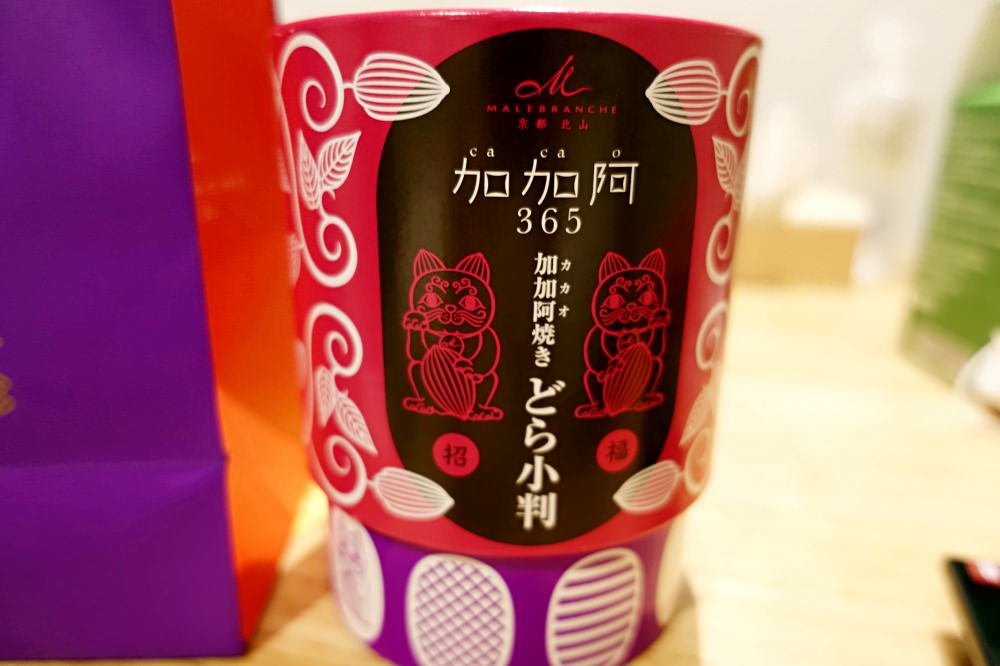 M
MALEBRANCHE
京都 北山
ca ca o
加加阿
365
カカオ
加加阿焼き どら小判
招
福